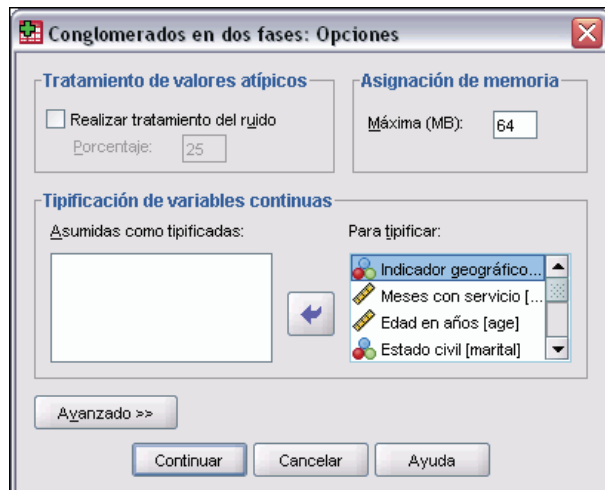 Conglomerados en dos fases: Opciones
Tratamiento de valores atípicos
Realizar tratamiento del ruido
Porcentaje: 25
Asignación de memoria
Máxima (MB): 64
Tipificación de variables continuas
Asumidas como tipificadas:
Para tipificar:
Indicador geográfico...
Meses con servicio [...
Edad en años [age]
Estado civil [marital]
Avanzado >>
Continuar
Cancelar
Ayuda